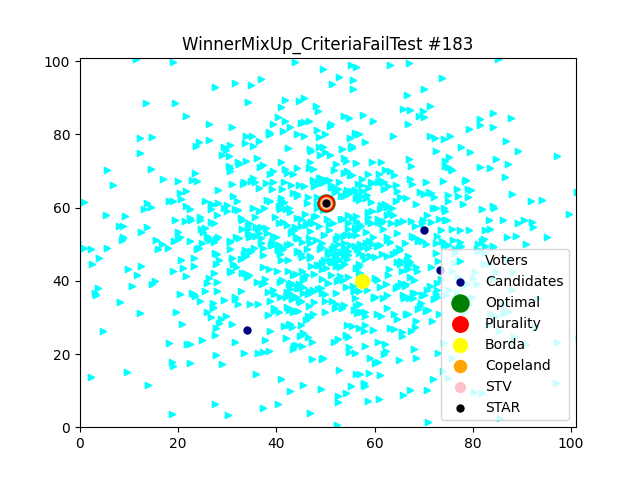 WinnerMixUp_CriteriaFailTest #183
100
80
60
40
20
0
0
20
40
60
80
100
Voters
Candidates
Optimal
Plurality
Borda
Copeland
STV
STAR